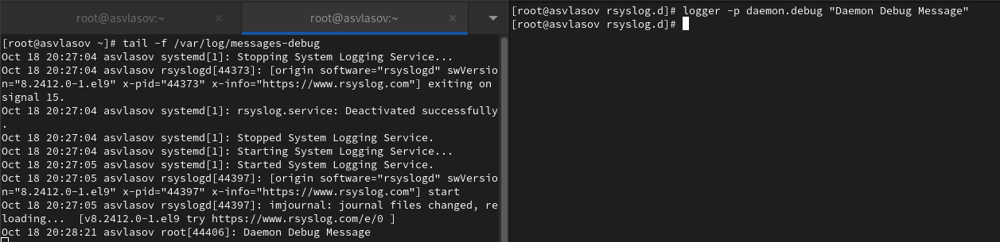 root@asvlasov:~ ×
root@asvlasov:~ ×
[root@asvlasov ~]# tail -f /var/log/messages-debug
Oct 18 20:27:04 asvlasov systemd[1]: Stopping System Logging Service...
Oct 18 20:27:04 asvlasov rsyslogd[44373]: [origin software="rsyslogd" swVersio
n="8.2412.0-1.el9" x-pid="44373" x-info="https://www.rsyslog.com"] exiting on
signal 15.
Oct 18 20:27:04 asvlasov systemd[1]: rsyslog.service: Deactivated successfully
.
Oct 18 20:27:04 asvlasov systemd[1]: Stopped System Logging Service.
Oct 18 20:27:04 asvlasov systemd[1]: Starting System Logging Service...
Oct 18 20:27:05 asvlasov systemd[1]: Started System Logging Service.
Oct 18 20:27:05 asvlasov rsyslogd[44397]: [origin software="rsyslogd" swVersio
n="8.2412.0-1.el9" x-pid="44397" x-info="https://www.rsyslog.com"] start
Oct 18 20:27:05 asvlasov rsyslogd[44397]: imjournal: journal files changed, re
loading...  [v8.2412.0-1.el9 try https://www.rsyslog.com/e/0 ]
Oct 18 20:28:21 asvlasov root[44406]: Daemon Debug Message
[root@asvlasov rsyslog.d]# logger -p daemon.debug "Daemon Debug Message"
[root@asvlasov rsyslog.d]#